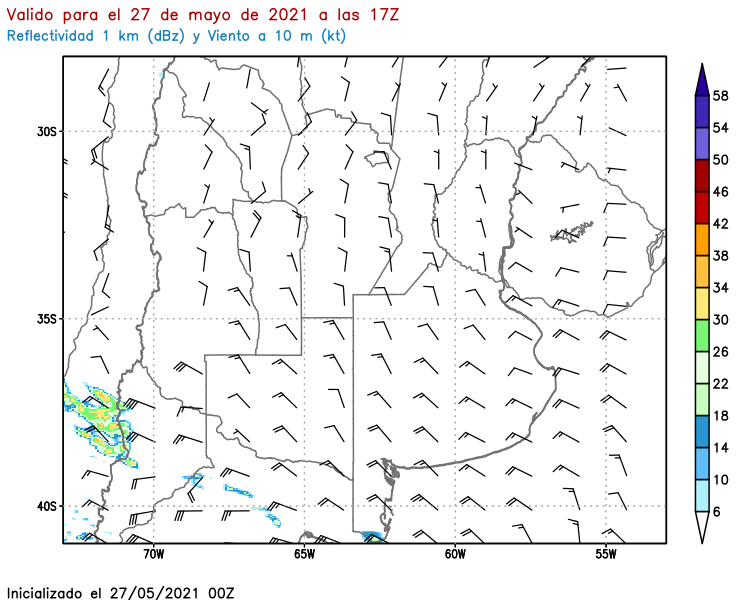 Valido para el 27 de mayo de 2021 a las 17Z
Reflectividad 1 km (dBz) y Viento a 10 m (kt)
58
54
50
46
42
38
34
30
26
22
18
14
10
6
30S
35S
40S
70W 65W 60W 55W
Inicializado el 27/05/2021 00Z